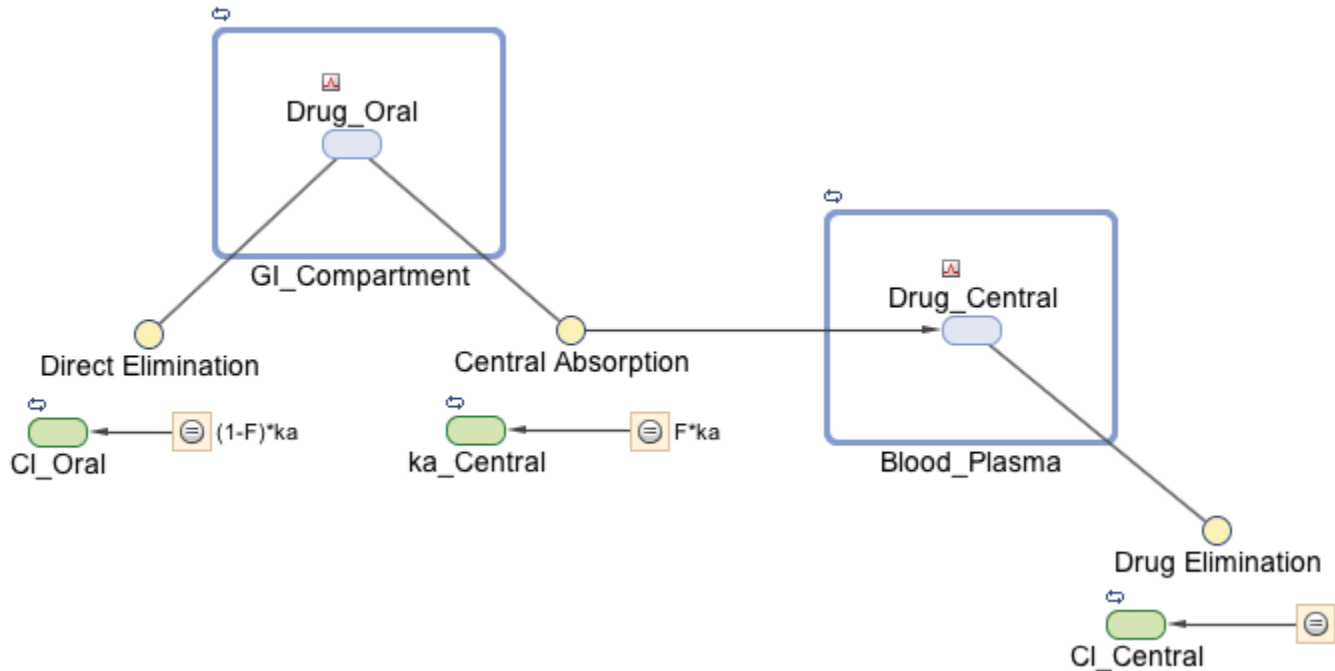 Drug_Oral
GI_Compartment
Drug_Central
Direct Elimination
Central Absorption
(1-F)*ka
F*ka
Cl_Oral
ka_Central
Blood_Plasma
Drug Elimination
Cl_Central